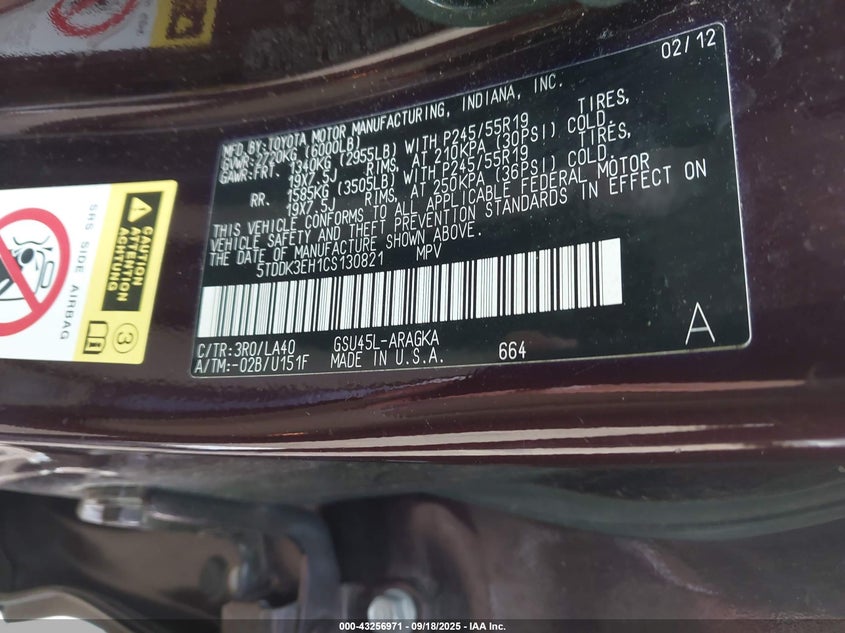 02/12
MFD. BY: TOYOTA MOTOR MANUFACTURING, INDIANA, INC.
GVWR: 2720KG (6000LB)
GAWR: FRT. 1340KG (2955LB) WITH P245/55R19 TIRES,
19X7.5J RIMS, AT 210KPA (30PSI) COLD.
RR. 1585KG (3505LB) WITH P245/55R19 TIRES,
19X7.5J RIMS, AT 250KPA (36PSI) COLD.
THIS VEHICLE CONFORMS TO ALL APPLICABLE FEDERAL MOTOR
VEHICLE SAFETY AND THEFT PREVENTION STANDARDS IN EFFECT ON
THE DATE OF MANUFACTURE SHOWN ABOVE.
5TDDK3EH1CS130821 MPV
C/TR:3R0/LA40 GSU45L-ARAGKA
A/TM:-02B/U151F MADE IN U.S.A. 664
A
CAUTION
ATTENTION
ACHTUNG
SRS SIDE AIRBAG
3
000-43256971 - 09/18/2025 - IAA Inc.